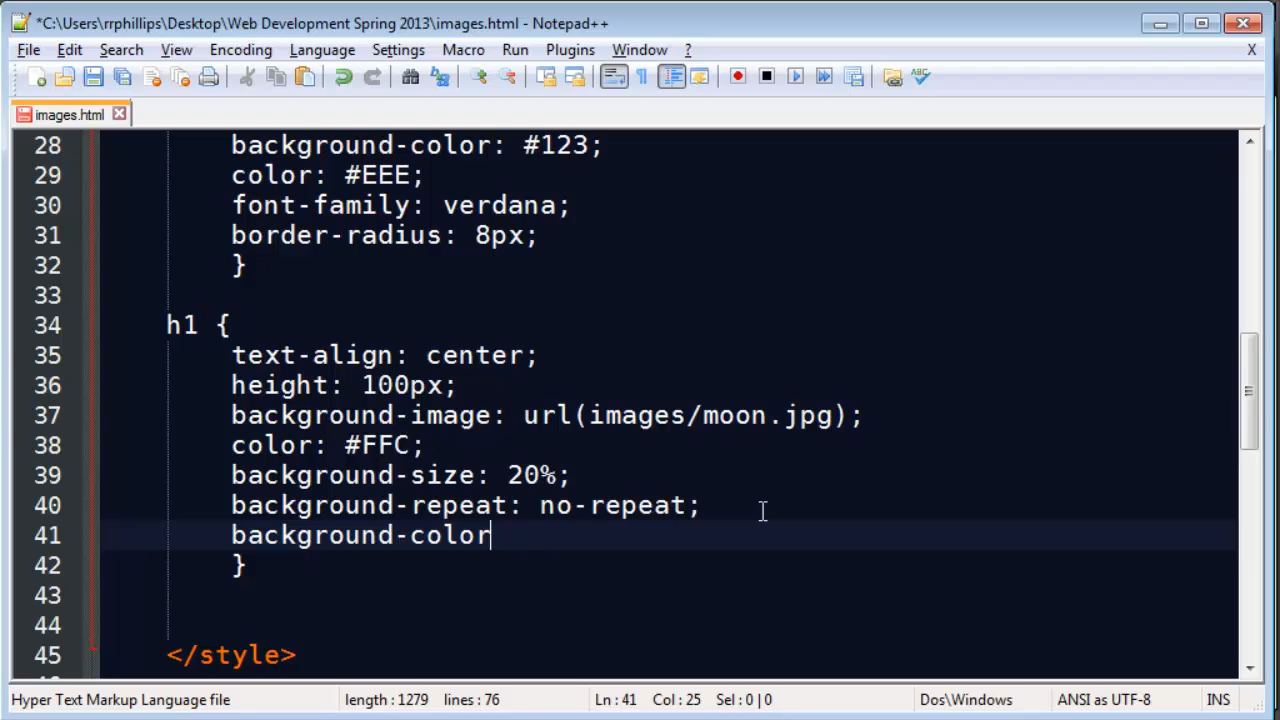 *C:\Users\rrphillips\Desktop\Web Development Spring 2013\images.html - Notepad++
File Edit Search View Encoding Language Settings Macro Run Plugins Window ? X
images.html
28 background-color: #123;
29 color: #EEE;
30 font-family: verdana;
31 border-radius: 8px;
32 }
33
34 h1 {
35 text-align: center;
36 height: 100px;
37 background-image: url(images/moon.jpg);
38 color: #FFC;
39 background-size: 20%;
40 background-repeat: no-repeat;
41 background-color
42 }
43
44
45 </style>
Hyper Text Markup Language file length : 1279 lines : 76 Ln : 41 Col : 25 Sel : 0 | 0 Dos\Windows ANSI as UTF-8 INS